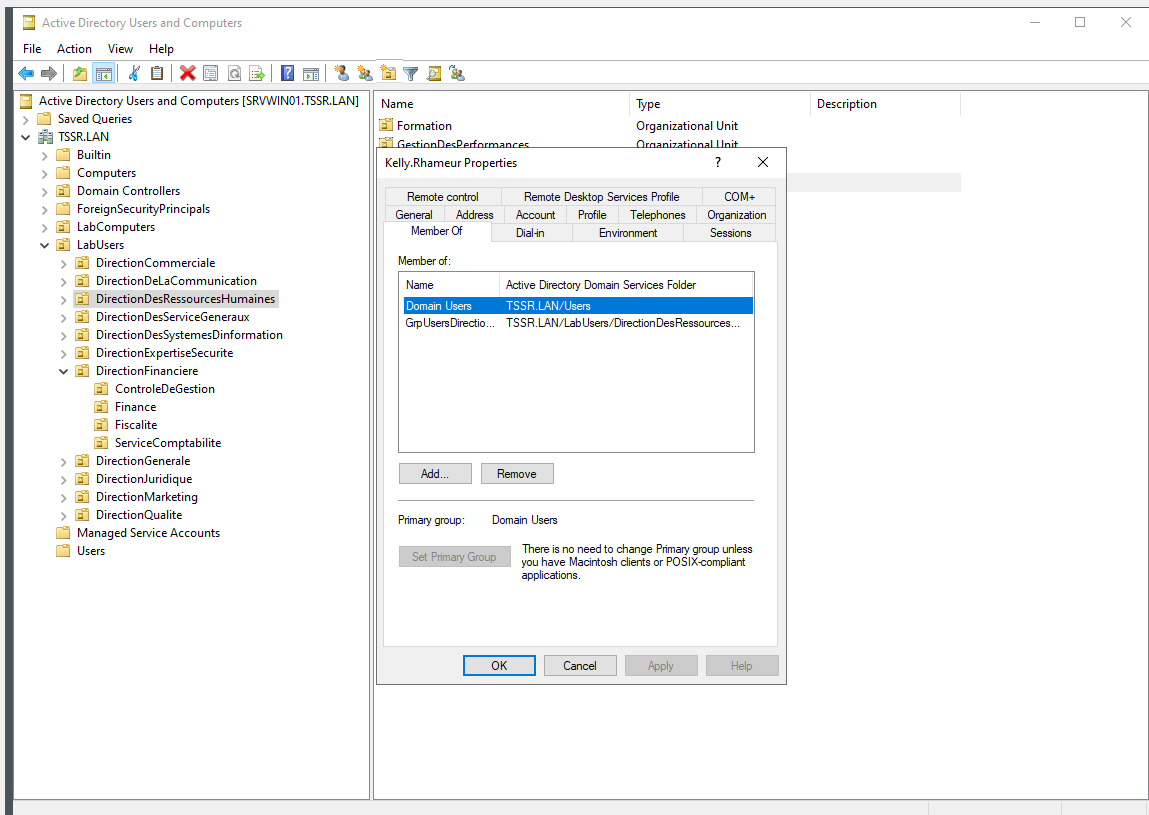 Active Directory Users and Computers
File Action View Help
Active Directory Users and Computers [SRVWIN01.TSSR.LAN]
Saved Queries
TSSR.LAN
Builtin
Computers
Domain Controllers
ForeignSecurityPrincipals
LabComputers
LabUsers
DirectionCommerciale
DirectionDeLaCommunication
DirectionDesRessourcesHumaines
DirectionDesServiceGeneraux
DirectionDesSystemesDinformation
DirectionExpertiseSecurite
DirectionFinanciere
ControleDeGestion
Finance
Fiscalite
ServiceComptabilite
DirectionGenerale
DirectionJuridique
DirectionMarketing
DirectionQualite
Managed Service Accounts
Users
Name Type Description
Formation Organizational Unit
GestionDesPerformances Organizational Unit
Kelly.Rhameur Properties ?
Remote control Remote Desktop Services Profile COM+
General Address Account Profile Telephones Organization
Member Of Dial-in Environment Sessions
Member of:
Name Active Directory Domain Services Folder
Domain Users TSSR.LAN/Users
GrpUsersDirectio... TSSR.LAN/LabUsers/DirectionDesRessources...
Add... Remove
Primary group: Domain Users
Set Primary Group
There is no need to change Primary group unless
you have Macintosh clients or POSIX-compliant
applications.
OK Cancel Apply Help